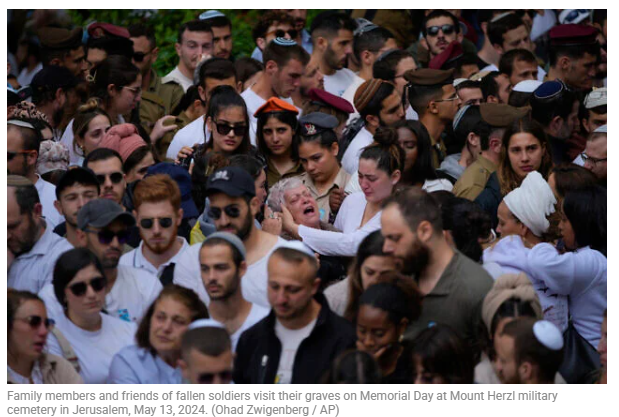 Family members and friends of fallen soldiers visit their graves on Memorial Day at Mount Herzl military
cemetery in Jerusalem, May 13, 2024. (Ohad Zwigenberg / AP)